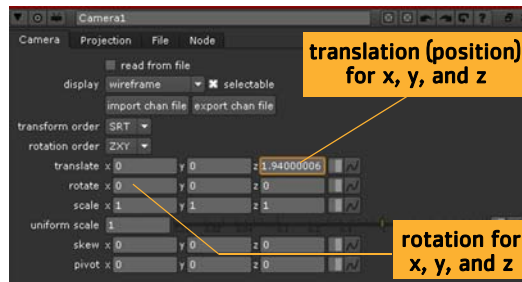 Camera1
?
Camera Projection File Node
read from file
display wireframe selectable
import chan file export chan file
transform order SRT
rotation order ZXY
translate x 0 y 0 z 1.94000006
rotate x 0 y 0 z 0
scale x 1 y 1 z 1
uniform scale 1
skew x 0 y 0 z 0
pivot x 0 y 0 z 0
translation (position)
for x, y, and z
rotation for
x, y, and z